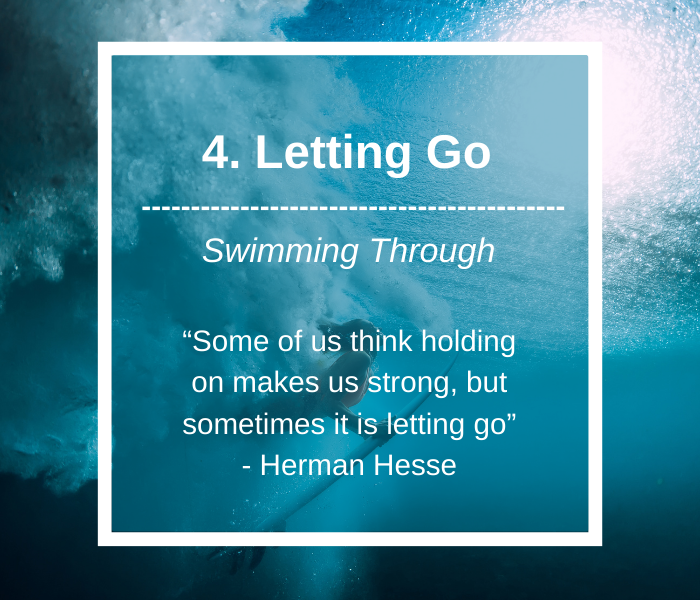 4. Letting Go
Swimming Through
“Some of us think holding
on makes us strong, but
sometimes it is letting go”
- Herman Hesse